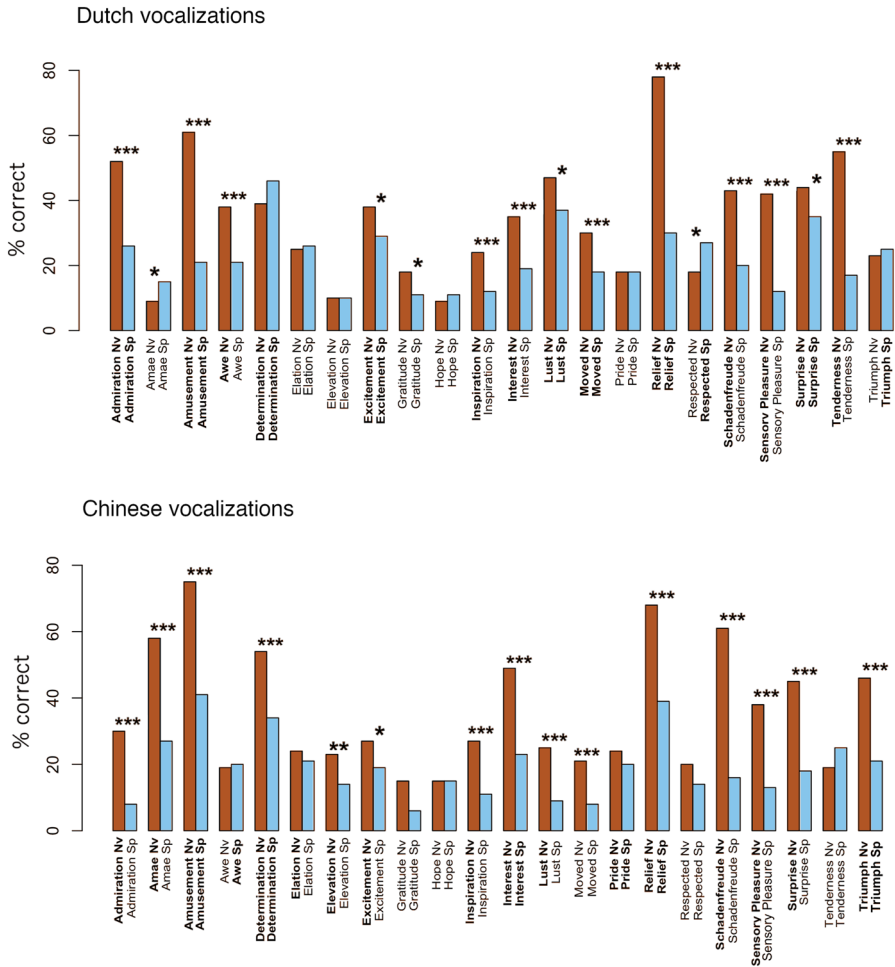 Dutch vocalizations
% correct
80
60
40
20
0
***
*
***
***
*
*
***
***
*
***
***
*
***
***
*
***
Admiration Nv
Admiration Sp
Amae Nv
Amae Sp
Amusement Nv
Amusement Sp
Awe Nv
Awe Sp
Determination Nv
Determination Sp
Elation Nv
Elation Sp
Elevation Nv
Elevation Sp
Excitement Nv
Excitement Sp
Gratitude Nv
Gratitude Sp
Hope Nv
Hope Sp
Inspiration Nv
Inspiration Sp
Interest Nv
Interest Sp
Lust Nv
Lust Sp
Moved Nv
Moved Sp
Pride Nv
Pride Sp
Relief Nv
Relief Sp
Respected Nv
Respected Sp
Schadenfreude Nv
Schadenfreude Sp
Sensory Pleasure Nv
Sensory Pleasure Sp
Surprise Nv
Surprise Sp
Tenderness Nv
Tenderness Sp
Triumph Nv
Triumph Sp
Chinese vocalizations
% correct
80
60
40
20
0
***
***
***
***
**
*
***
***
***
***
***
***
***
***
***
Admiration Nv
Admiration Sp
Amae Nv
Amae Sp
Amusement Nv
Amusement Sp
Awe Nv
Awe Sp
Determination Nv
Determination Sp
Elation Nv
Elation Sp
Elevation Nv
Elevation Sp
Excitement Nv
Excitement Sp
Gratitude Nv
Gratitude Sp
Hope Nv
Hope Sp
Inspiration Nv
Inspiration Sp
Interest Nv
Interest Sp
Lust Nv
Lust Sp
Moved Nv
Moved Sp
Pride Nv
Pride Sp
Relief Nv
Relief Sp
Respected Nv
Respected Sp
Schadenfreude Nv
Schadenfreude Sp
Sensory Pleasure Nv
Sensory Pleasure Sp
Surprise Nv
Surprise Sp
Tenderness Nv
Tenderness Sp
Triumph Nv
Triumph Sp